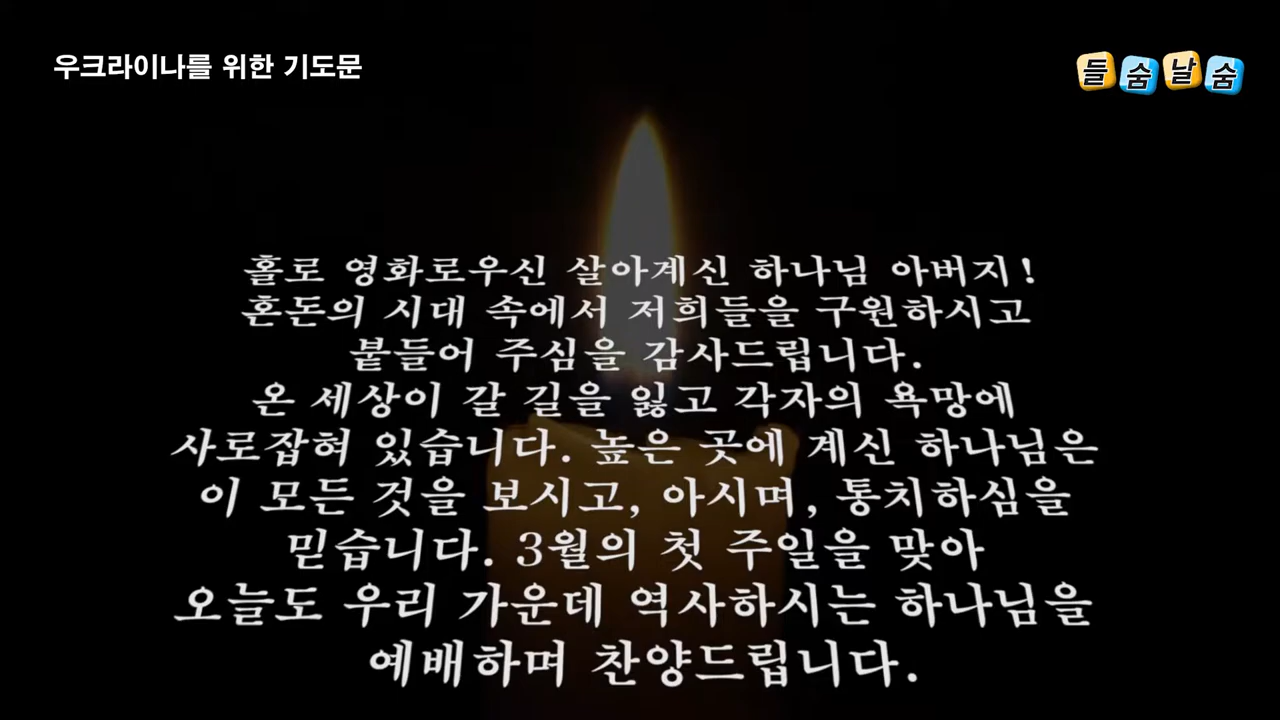 우크라이나를 위한 기도문
들숨날숨
홀로 영화로우신 살아계신 하나님 아버지!
혼돈의 시대 속에서 저희들을 구원하시고
붙들어 주심을 감사드립니다.
온 세상이 갈 길을 잃고 각자의 욕망에
사로잡혀 있습니다. 높은 곳에 계신 하나님은
이 모든 것을 보시고, 아시며, 통치하심을
믿습니다. 3월의 첫 주일을 맞아
오늘도 우리 가운데 역사하시는 하나님을
예배하며 찬양드립니다.